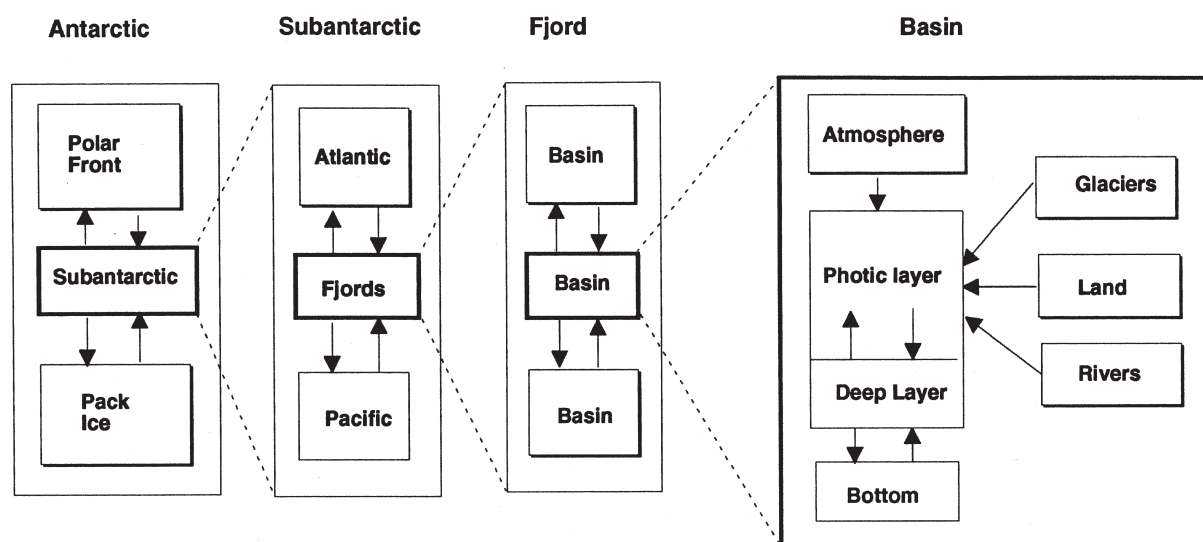 Antarctic
Subantarctic
Fjord
Basin
Polar
Front
Subantarctic
Pack
Ice
Atlantic
Fjords
Pacific
Basin
Basin
Basin
Atmosphere
Glaciers
Photic layer
Land
Rivers
Deep Layer
Bottom